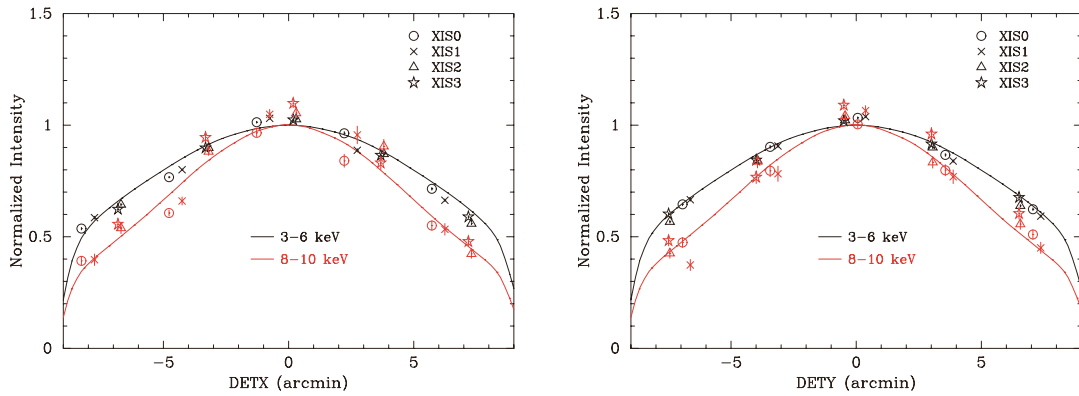 1.5
1
0.5
0
Normalized Intensity
XIS0
XIS1
XIS2
XIS3
3−6 keV
8−10 keV
−5
0
5
DETX (arcmin)
1.5
1
0.5
0
Normalized Intensity
XIS0
XIS1
XIS2
XIS3
3−6 keV
8−10 keV
−5
0
5
DETY (arcmin)